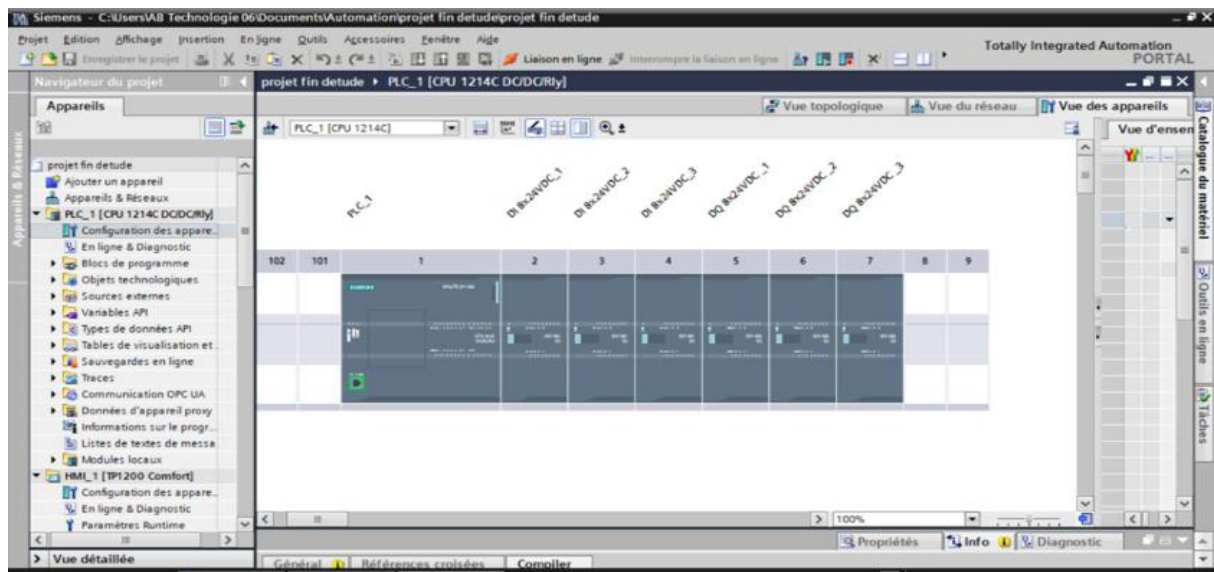 Siemens - C:\Users\AB Technologie 06\Documents\Automation\projet fin detude\projet fin detude
Projet Edition Affichage Insertion En ligne Outils Accessoires Fenêtre Aide
Totally Integrated Automation
PORTAL
Enregistrer le projet
Liaison en ligne
Interrompre la liaison en ligne
Navigateur du projet
projet fin detude ▸ PLC_1 [CPU 1214C DC/DC/Rly]
Appareils
Vue topologique
Vue du réseau
Vue des appareils
PLC_1 [CPU 1214C]
Vue d'ensen
projet fin detude
Ajouter un appareil
Appareils & Réseaux
PLC_1 [CPU 1214C DC/DC/Rly]
Configuration des appare..
En ligne & Diagnostic
Blocs de programme
Objets technologiques
Sources externes
Variables API
Types de données API
Tables de visualisation et
Sauvegardes en ligne
Traces
Communication OPC UA
Données d'appareil proxy
Informations sur le progr...
Listes de textes de messa
Modules locaux
HMI_1 [TP1200 Comfort]
Configuration des appare..
En ligne & Diagnostic
Paramètres Runtime
Vue détaillée
Appareils & Réseaux
PLC_1
DI 8x24VDC_1
DI 8x24VDC_2
DI 8x24VDC_3
DQ 8x24VDC_1
DQ 8x24VDC_2
DQ 8x24VDC_3
102 101 1 2 3 4 5 6 7 8 9
SIEMENS
100%
Propriétés
Info
Diagnostic
Général
Références croisées
Compiler
Catalogue du matériel
Outils en ligne
Tâches